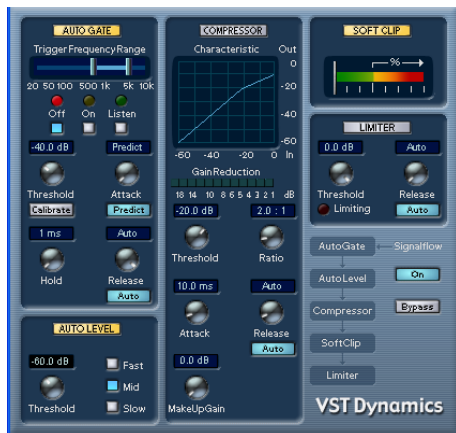 AUTO GATE
Trigger Frequency Range
20 50 100 500 1k 5k 10k
Off On Listen
-40.0 dB Predict
Threshold Attack
Calibrate Predict
1 ms Auto
Hold Release
Auto
AUTO LEVEL
-60.0 dB Fast
Mid
Threshold Slow
COMPRESSOR
Characteristic Out
0
-20
-40
-60
-60 -40 -20 0 In
Gain Reduction
18 14 10 8 6 5 4 3 2 1 dB
-20.0 dB 2.0 : 1
Threshold Ratio
10.0 ms Auto
Attack Release
Auto
0.0 dB
MakeUpGain
SOFT CLIP
%
LIMITER
0.0 dB Auto
Threshold Release
Limiting Auto
AutoGate Signalflow
AutoLevel On
Compressor Bypass
SoftClip
Limiter
VST Dynamics